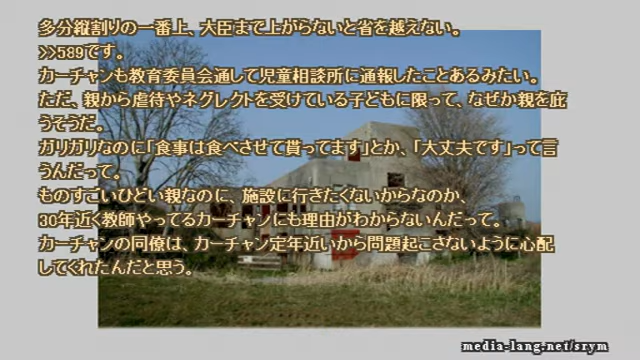 多分縦割りの一番上、大臣まで上がらないと省を越えない。
>>589です。
カーチャンも教育委員会通して児童相談所に通報したことあるみたい。
ただ、親から虐待やネグレクトを受けている子どもに限って、なぜか親を庇
うそうだ。
ガリガリなのに「食事は食べさせて貰ってます」とか、「大丈夫です」って言
うんだって。
ものすごいひどい親なのに、施設に行きたくないからなのか、
30年近く教師やってるカーチャンにも理由がわからないんだって。
カーチャンの同僚は、カーチャン定年近いから問題起こさないように心配
してくれたんだと思う。
media-lang.net/srym